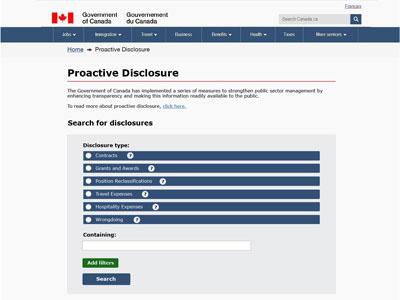 Français
Government of Canada
Gouvernement du Canada
Search Canada.ca
Jobs Immigration Travel Business Benefits Health Taxes More services
Home → Proactive Disclosure
Proactive Disclosure
The Government of Canada has implemented a series of measures to strengthen public sector management by
enhancing transparency and making this information readily available to the public.
To read more about proactive disclosure, click here.
Search for disclosures
Disclosure type:
Contracts ?
Grants and Awards ?
Position Reclassifications ?
Travel Expenses ?
Hospitality Expenses ?
Wrongdoing ?
Containing:
Add filters
Search